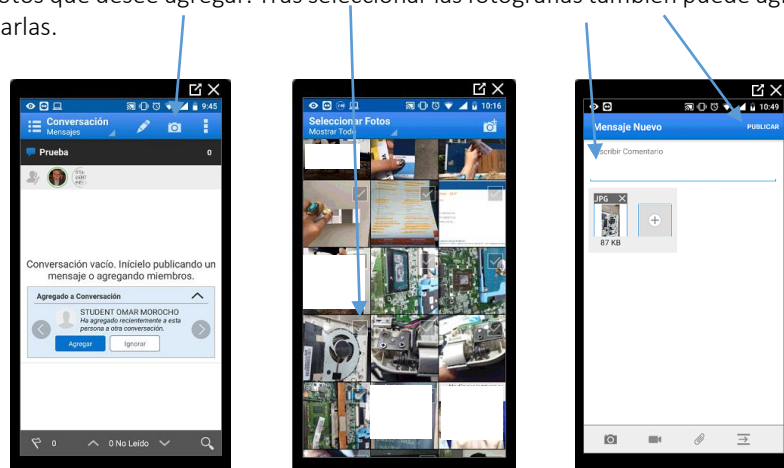 otos que desee agregar. Tras seleccionar las fotografías también puede ag
arlas.
9:45
Conversación
Mensajes
Prueba
0
Conversación vacío. Inícielo publicando un
mensaje o agregando miembros.
Agregado a Conversación
STUDENT OMAR MOROCHO
Ha agregado recientemente a esta
persona a otra conversación.
Agregar
Ignorar
0
0 No Leído
10:16
Seleccionar Fotos
Mostrar Todo
10:49
Mensaje Nuevo
PUBLICAR
scribir Comentario
JPG
87 KB